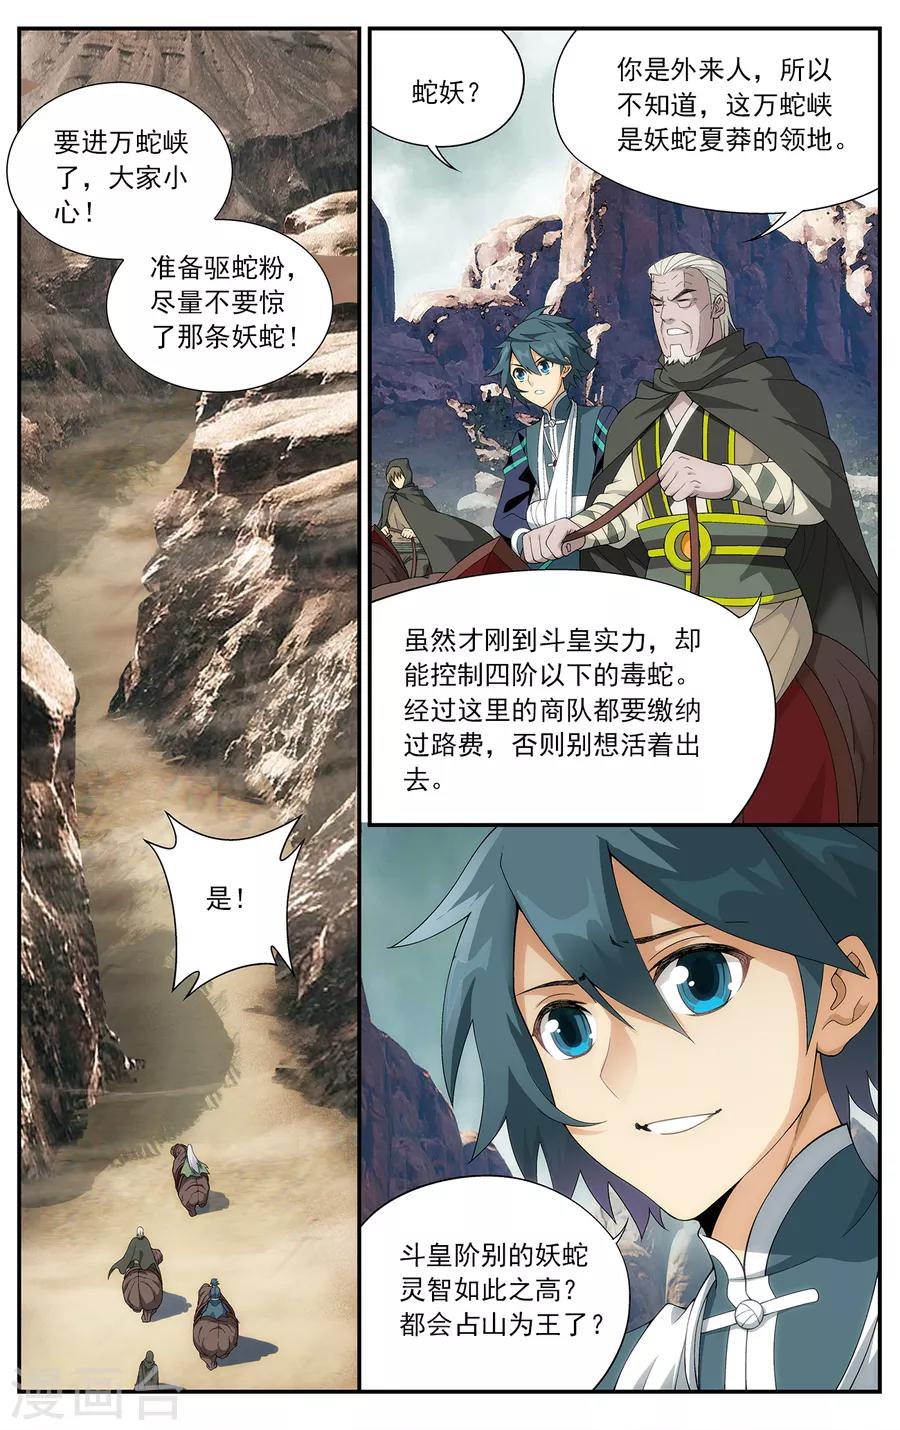 要进万蛇峡
了，大家小
心！
准备驱蛇粉，
尽量不要惊
了那条妖蛇！
是！
蛇妖？
你是外来人，所以
不知道，这万蛇峡
是妖蛇夏莽的领地。
虽然才刚到斗皇实力，却
能控制四阶以下的毒蛇。
经过这里的商队都要缴纳
过路费，否则别想活着出
去。
斗皇阶别的妖蛇
灵智如此之高？
都会占山为王了？
漫画台